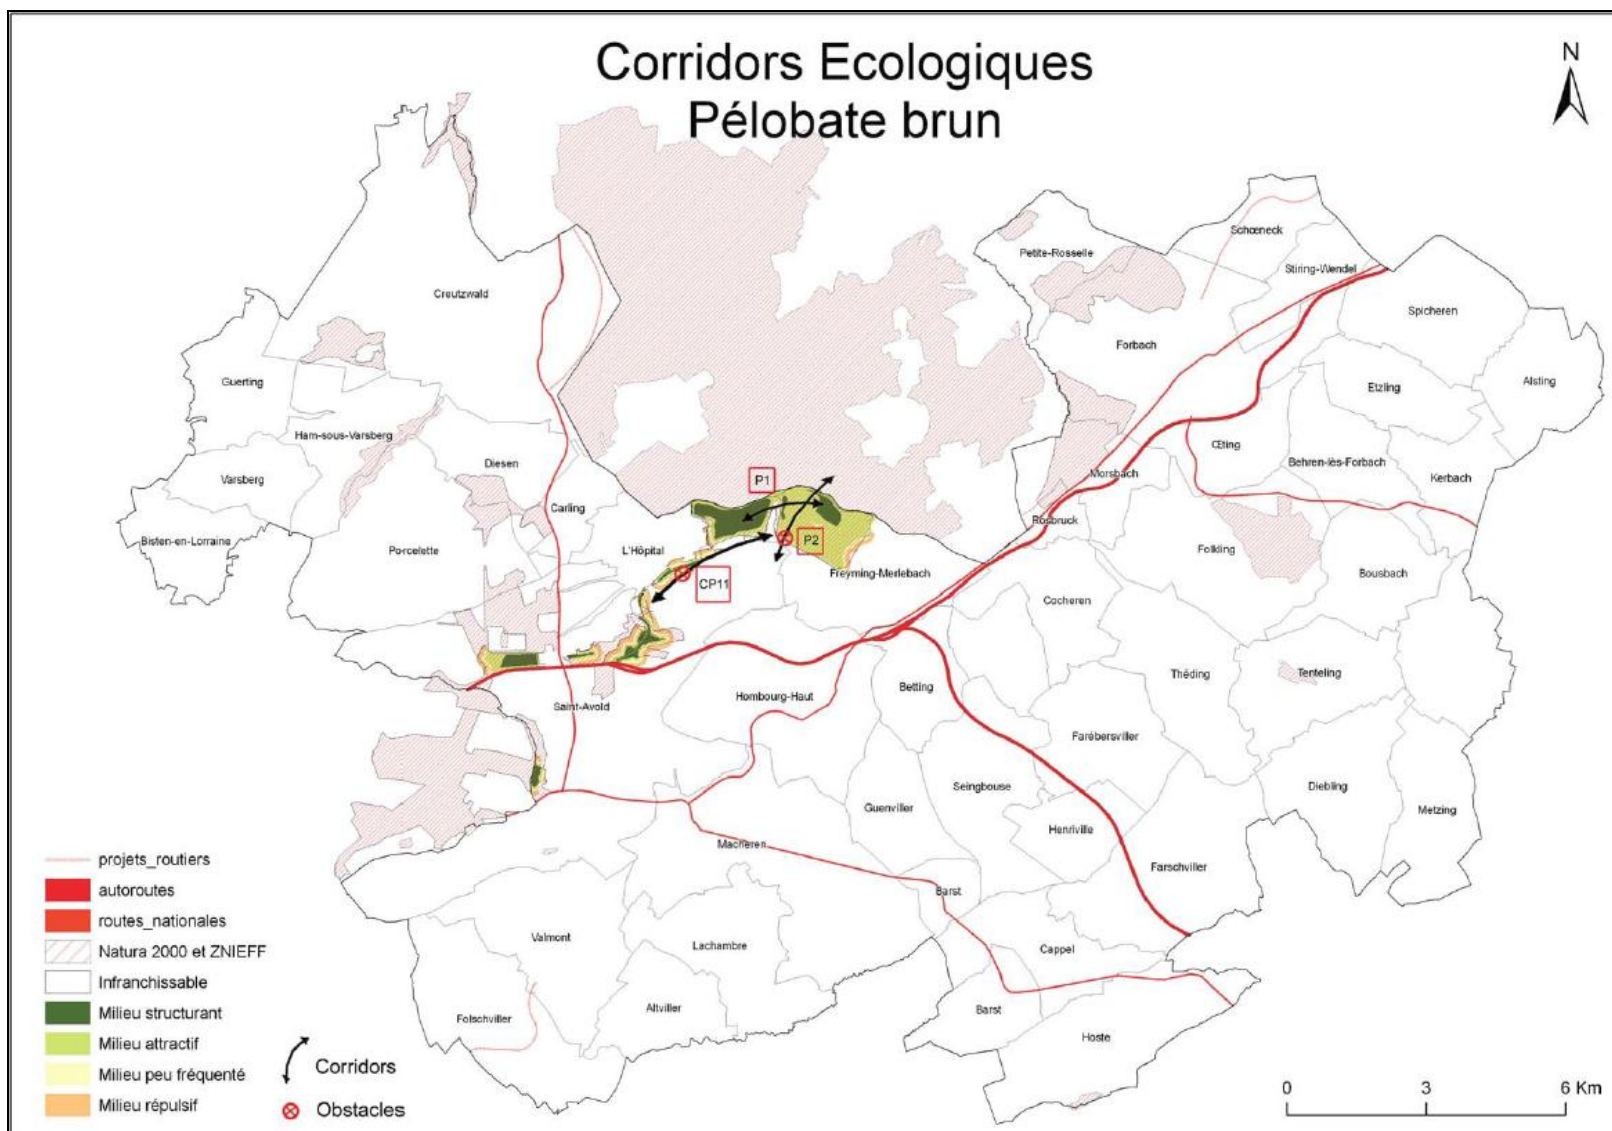 Corridors Ecologiques
Pélobate brun
N
Schœneck
Petite-Rosselle
Stiring-Wendel
Creutzwald
Spicheren
Forbach
Guerting
Etzling
Alsting
Ham-sous-Varsberg
Œting
Diesen
Behren-lès-Forbach
Varsberg
Morsbach
Kerbach
P1
Carling
Rosbruck
Bisten-en-Lorraine
Porcelette
L'Hôpital
P2
Folkling
Freyming-Merlebach
Bousbach
CP11
Cocheren
Théding
Tenteling
Betting
Hombourg-Haut
Saint-Avold
Farébersviller
Seingbouse
Diebling
Guenviller
Metzing
Henriville
Macheren
Farschviller
Barst
Valmont
Lachambre
Cappel
Altviller
Barst
Folschviller
Hoste
projets_routiers
autoroutes
routes_nationales
Natura 2000 et ZNIEFF
Infranchissable
Milieu structurant
Milieu attractif
Milieu peu fréquenté
Milieu répulsif
Corridors
Obstacles
0 3 6 Km